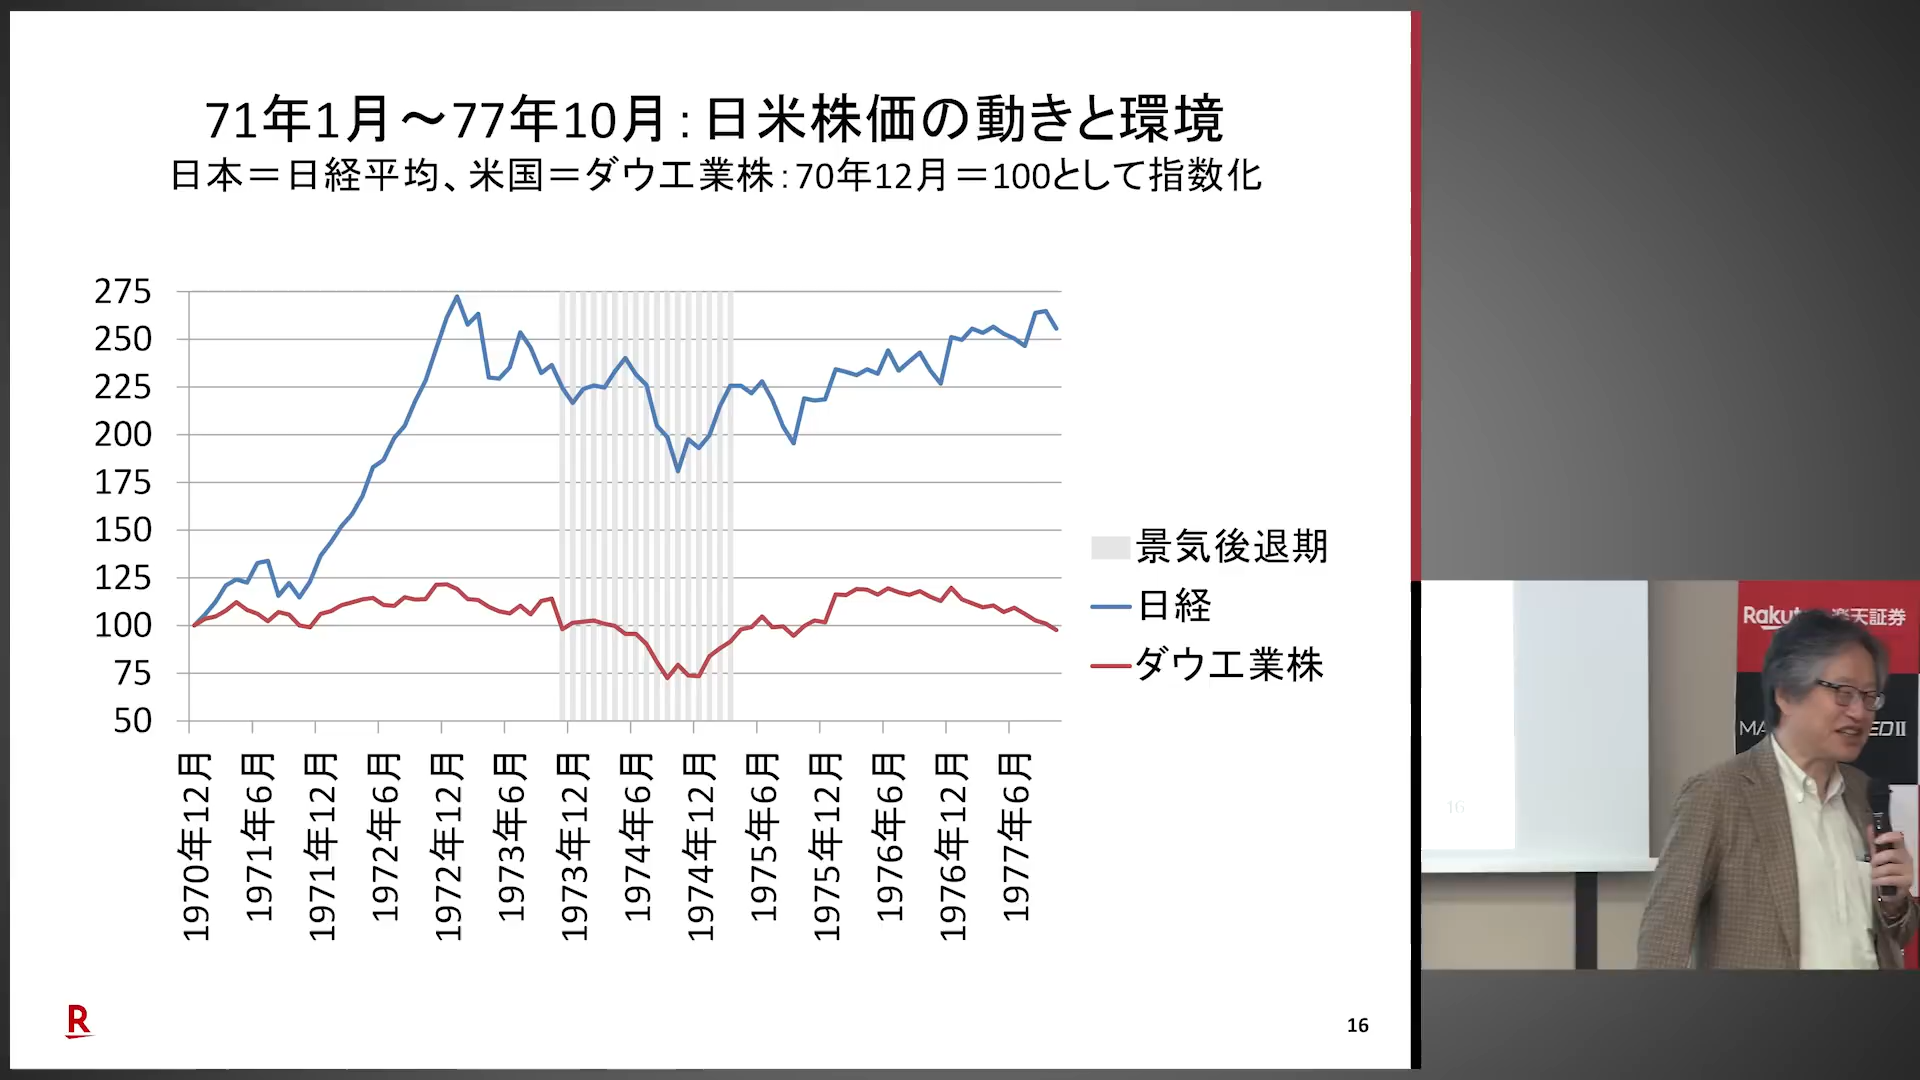 71年1月～77年10月：日米株価の動きと環境
日本＝日経平均、米国＝ダウ工業株：70年12月＝100として指数化
275
250
225
200
175
150
125
100
75
50
1970年12月
1971年6月
1971年12月
1972年6月
1972年12月
1973年6月
1973年12月
1974年6月
1974年12月
1975年6月
1975年12月
1976年6月
1976年12月
1977年6月
景気後退期
日経
ダウ工業株
R
16
楽天証券
16